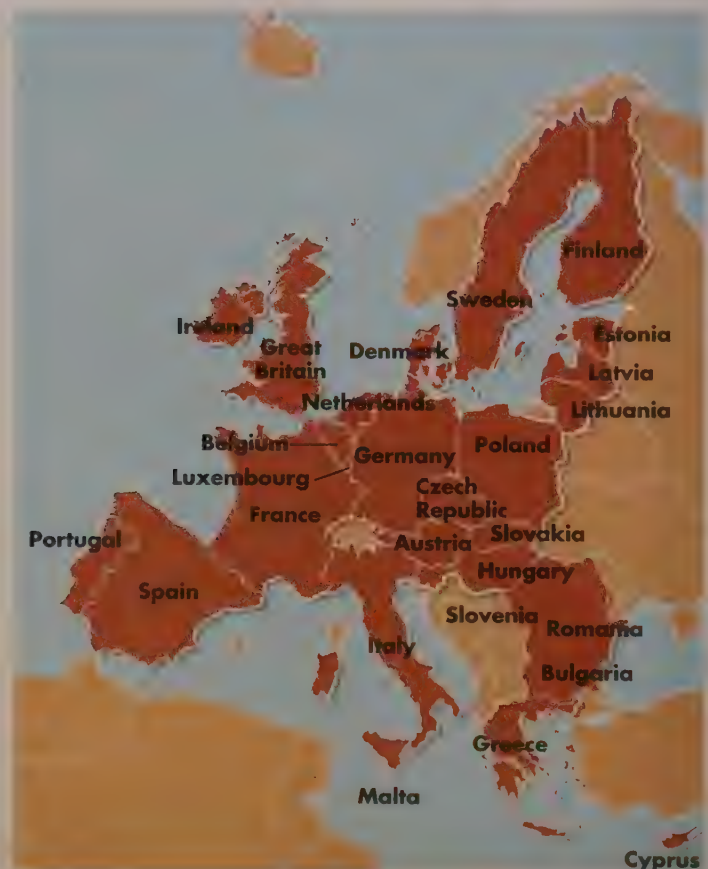 Finland
Sweden
Ireland
Estonia
Great
Britain
Denmark
Latvia
Netherlands
Lithuania
Belgium
Germany
Poland
Luxembourg
Czech
Republic
France
Portugal
Austria
Slovakia
Hungary
Spain
Slovenia
Romania
Italy
Bulgaria
Greece
Malta
Cyprus